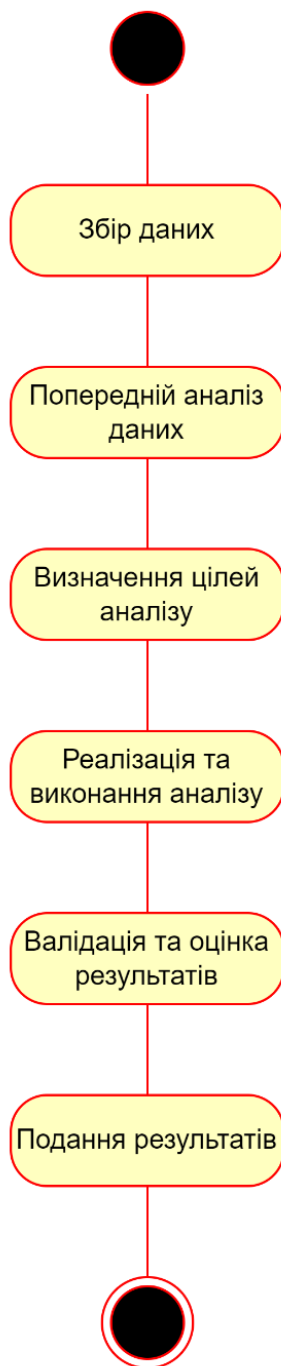 Збір даних
Попередній аналіз
даних
Визначення цілей
аналізу
Реалізація та
виконання аналізу
Валідація та оцінка
результатів
Подання результатів